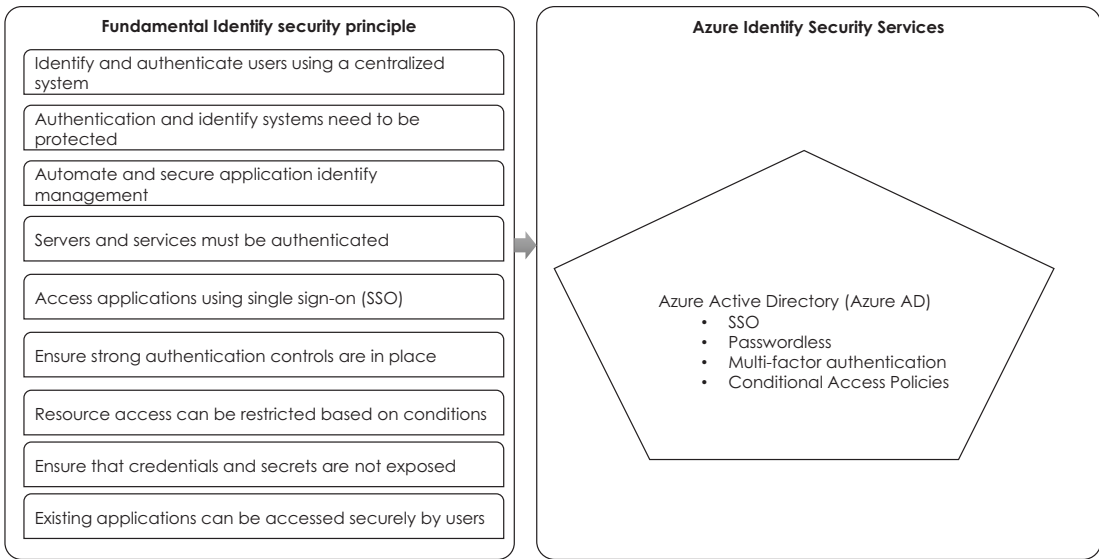 Fundamental Identify security principle
Identify and authenticate users using a centralized
system
Authentication and identify systems need to be
protected
Automate and secure application identify
management
Servers and services must be authenticated
Access applications using single sign-on (SSO)
Ensure strong authentication controls are in place
Resource access can be restricted based on conditions
Ensure that credentials and secrets are not exposed
Existing applications can be accessed securely by users
Azure Identify Security Services
Azure Active Directory (Azure AD)
• SSO
• Passwordless
• Multi-factor authentication
• Conditional Access Policies